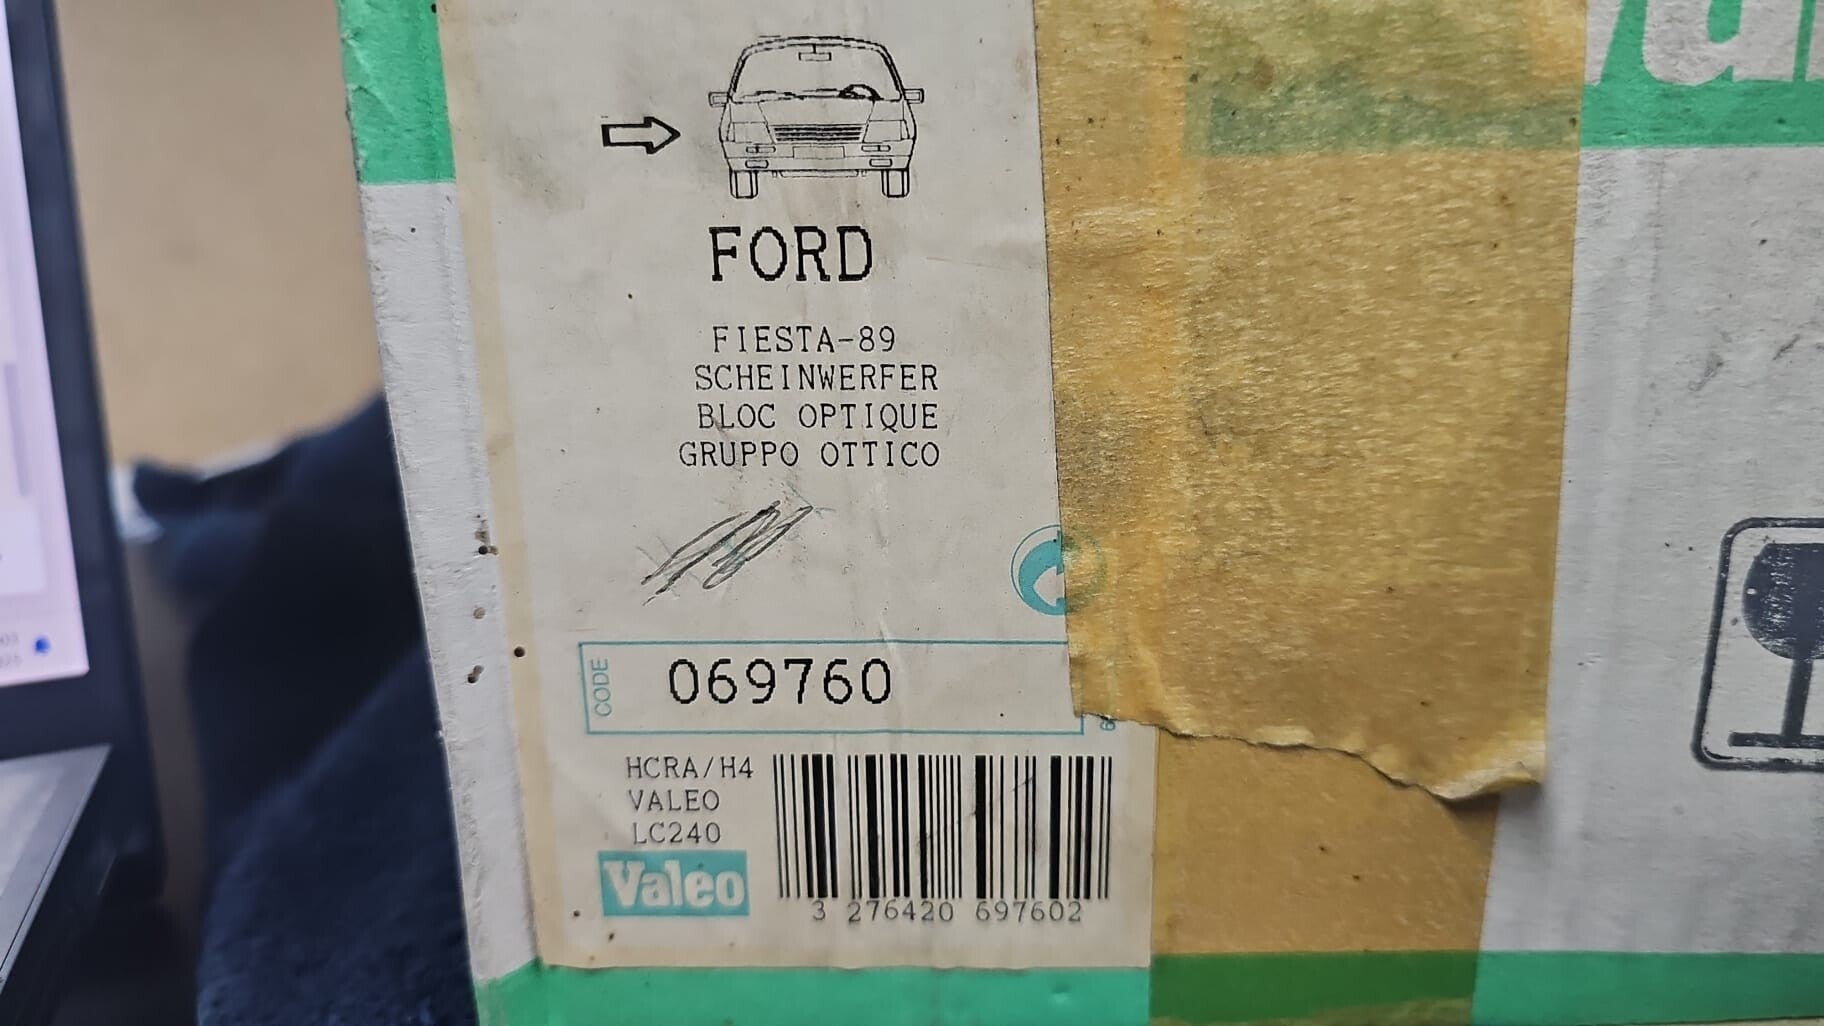 FORD
FIESTA-89
SCHEINWERFER
BLOC OPTIQUE
GRUPPO OTTICO
CODE
069760
HCRA/H4
VALEO
LC240
Valeo
3 276420 697602